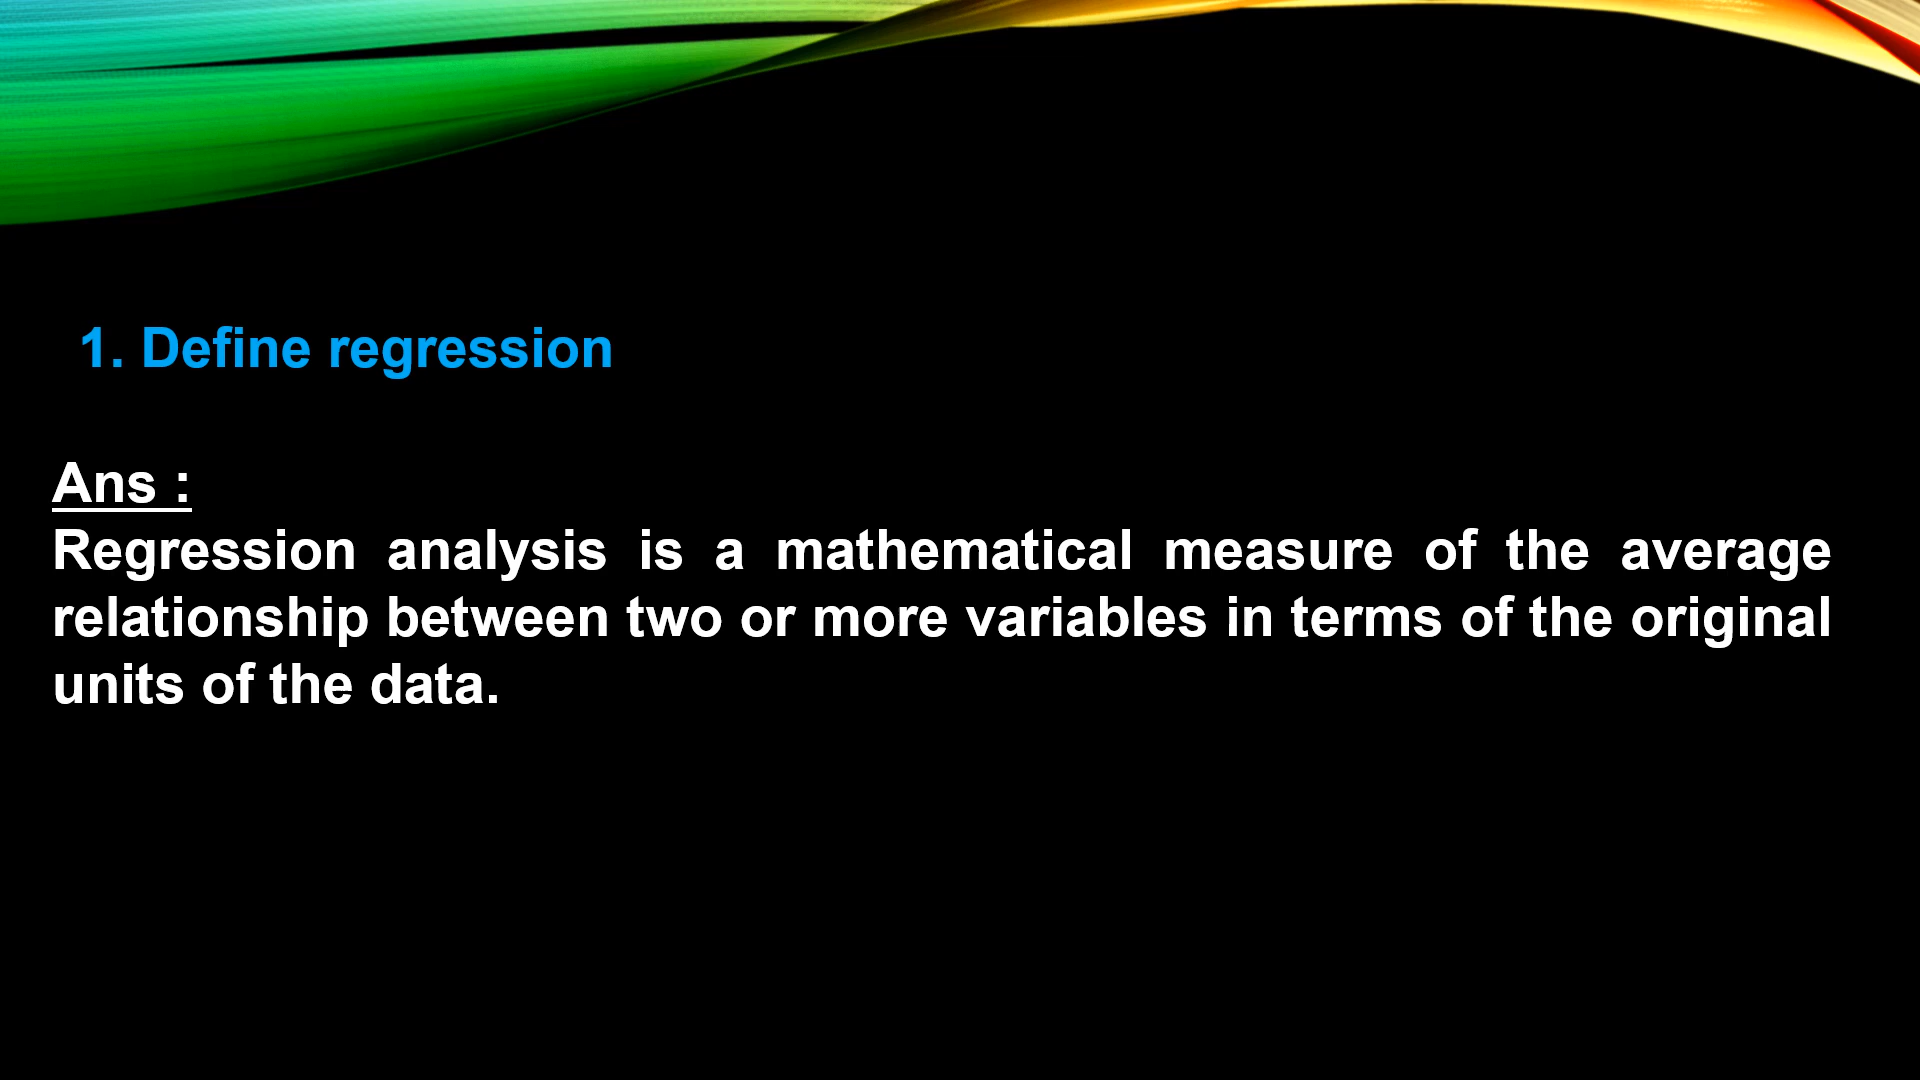 1. Define regression
Ans :
Regression analysis is a mathematical measure of the average
relationship between two or more variables in terms of the original
units of the data.